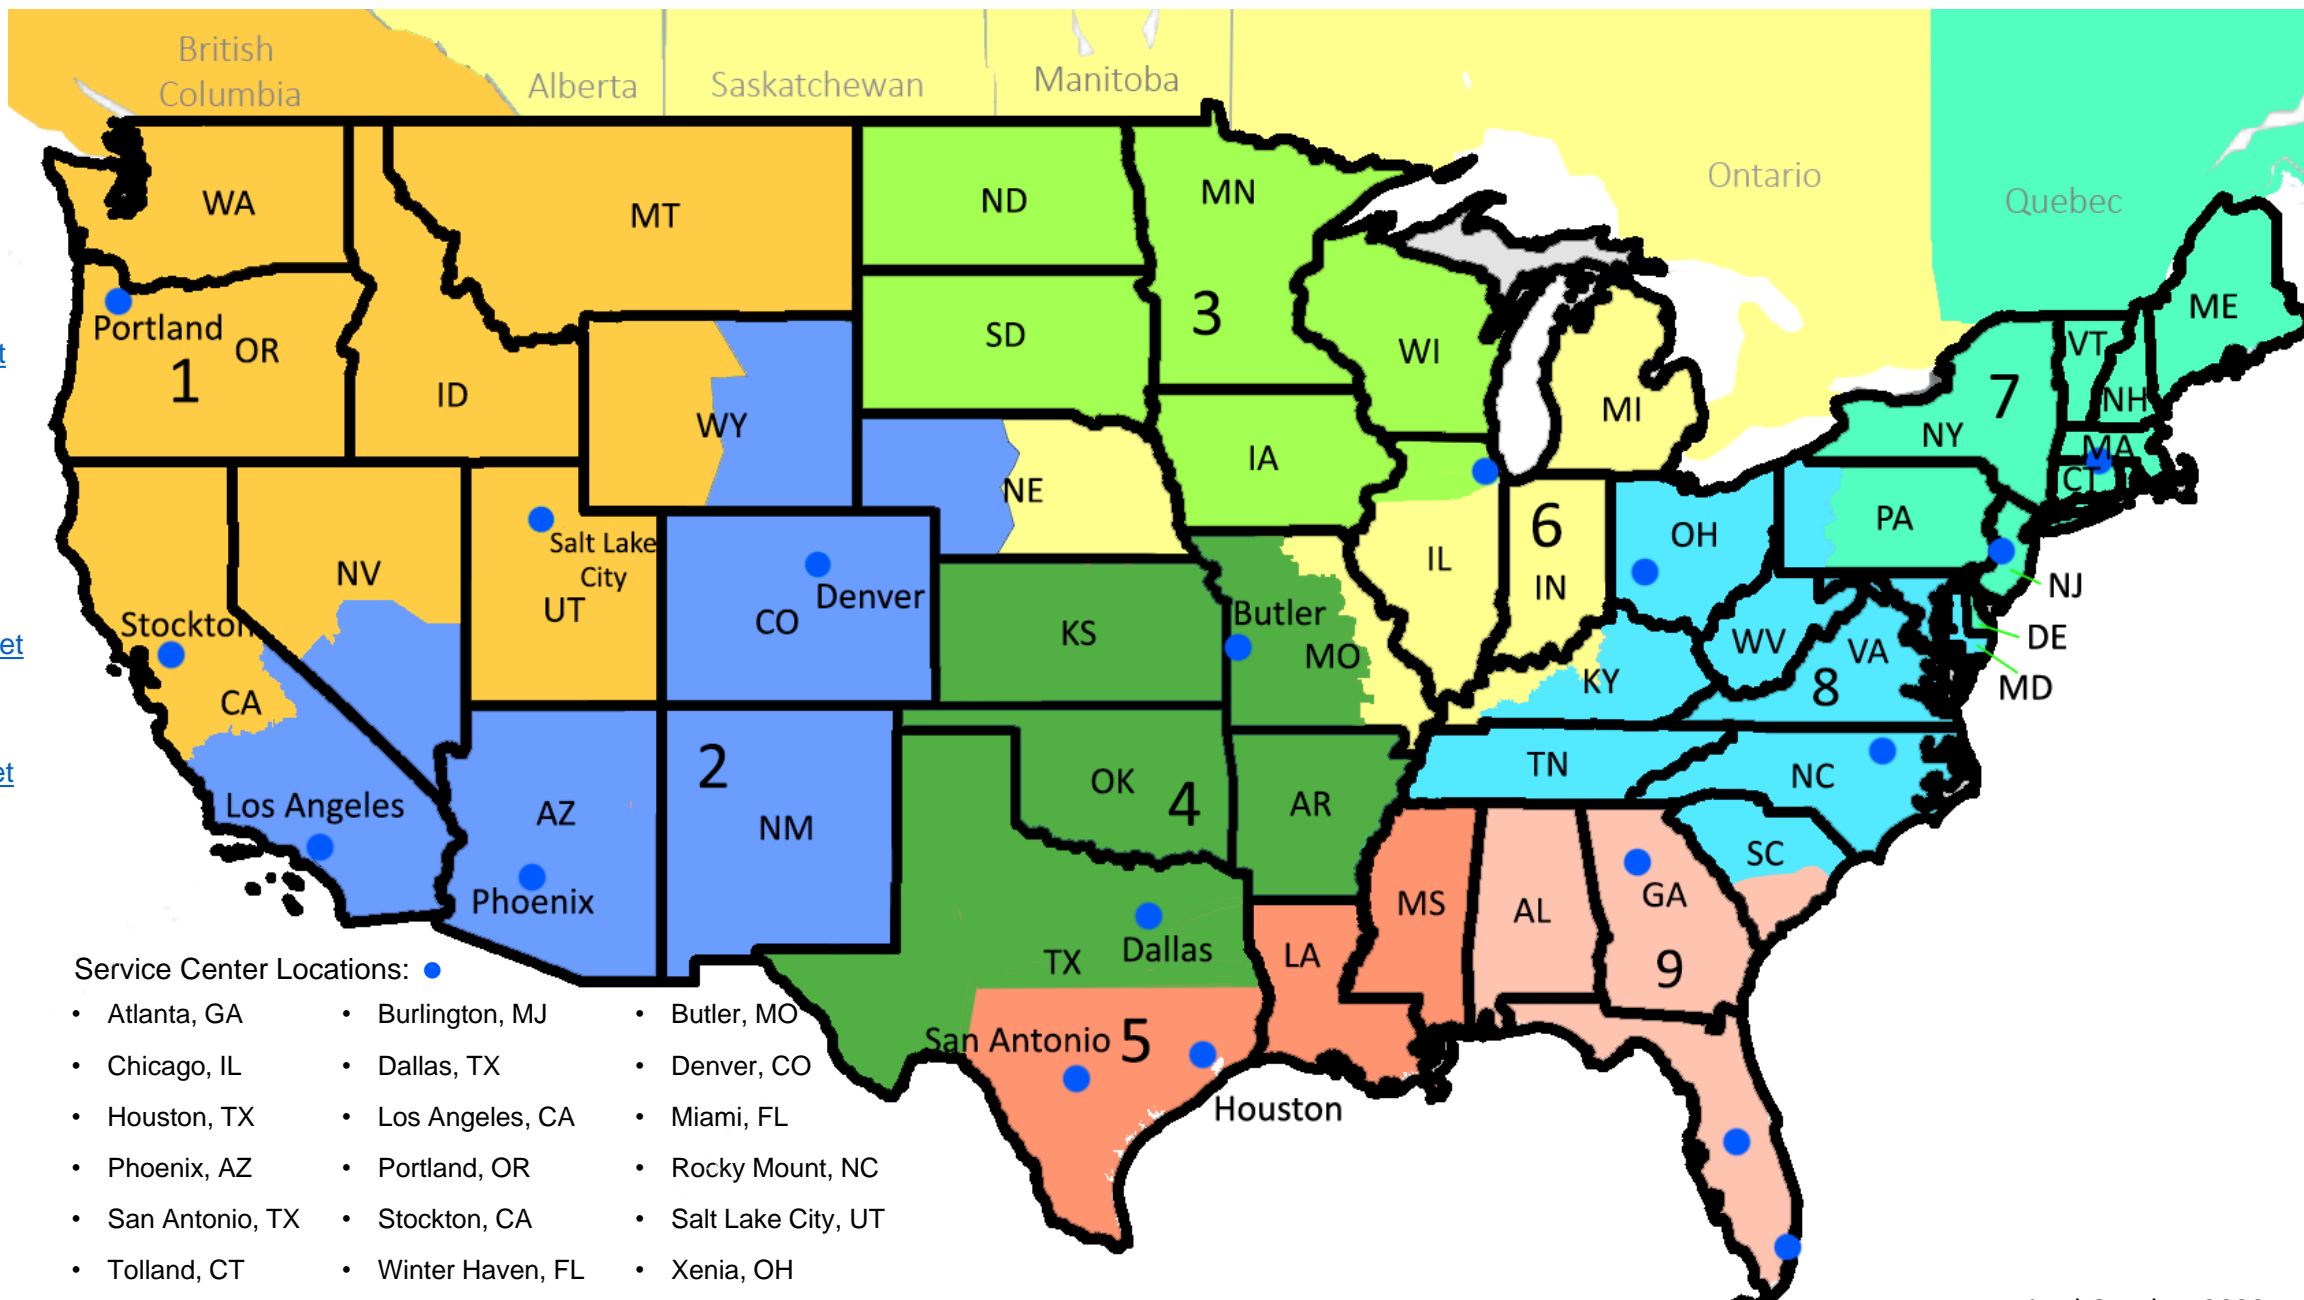 British
Columbia
Alberta
Saskatchewan
Manitoba
Ontario
Quebec
WA
MT
ND
MN
ME
Portland
OR
1
ID
WY
SD
3
WI
MI
VT
NH
7
NY
MA
CT
NE
IA
IL
6
IN
OH
PA
NJ
DE
MD
NV
Salt Lake
City
UT
Denver
CO
KS
Butler
MO
KY
WV
VA
8
Stockton
CA
Los Angeles
AZ
Phoenix
2
NM
OK
4
AR
TN
NC
SC
MS
AL
GA
9
LA
TX
Dallas
San Antonio
5
Houston
t
et
et
Service Center Locations:
• Atlanta, GA
• Burlington, MJ
• Butler, MO
• Chicago, IL
• Dallas, TX
• Denver, CO
• Houston, TX
• Los Angeles, CA
• Miami, FL
• Phoenix, AZ
• Portland, OR
• Rocky Mount, NC
• San Antonio, TX
• Stockton, CA
• Salt Lake City, UT
• Tolland, CT
• Winter Haven, FL
• Xenia, OH